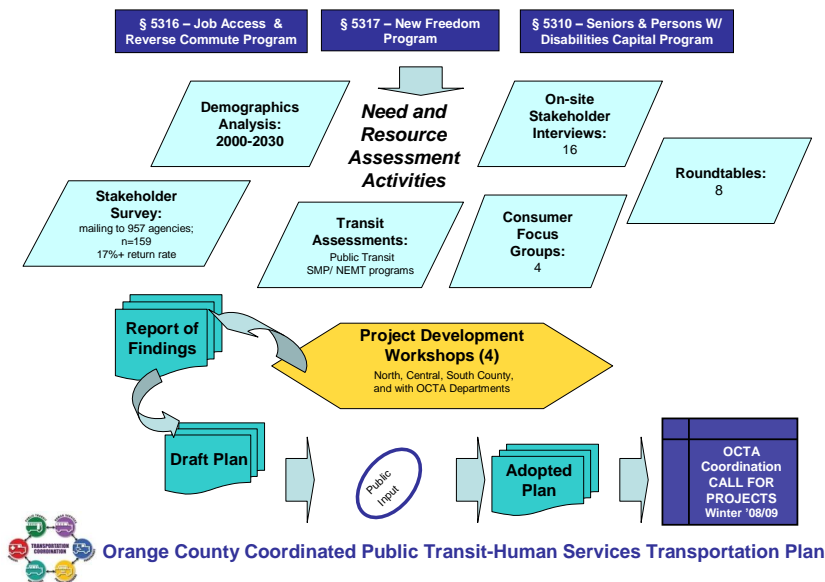 § 5316 – Job Access &
Reverse Commute Program
§ 5317 – New Freedom
Program
§ 5310 – Seniors & Persons W/
Disabilities Capital Program
Demographics
Analysis:
2000-2030
Need and
Resource
Assessment
Activities
On-site
Stakeholder
Interviews:
16
Roundtables:
8
Stakeholder
Survey:
mailing to 957 agencies;
n=159
17%+ return rate
Transit
Assessments:
Public Transit
SMP/ NEMT programs
Consumer
Focus
Groups:
4
Report of
Findings
Project Development
Workshops (4)
North, Central, South County,
and with OCTA Departments
Draft Plan
Public
Input
Adopted
Plan
OCTA
Coordination
CALL FOR
PROJECTS
Winter '08/09
TRANSPORTATION
COORDINATION
Orange County Coordinated Public Transit-Human Services Transportation Plan